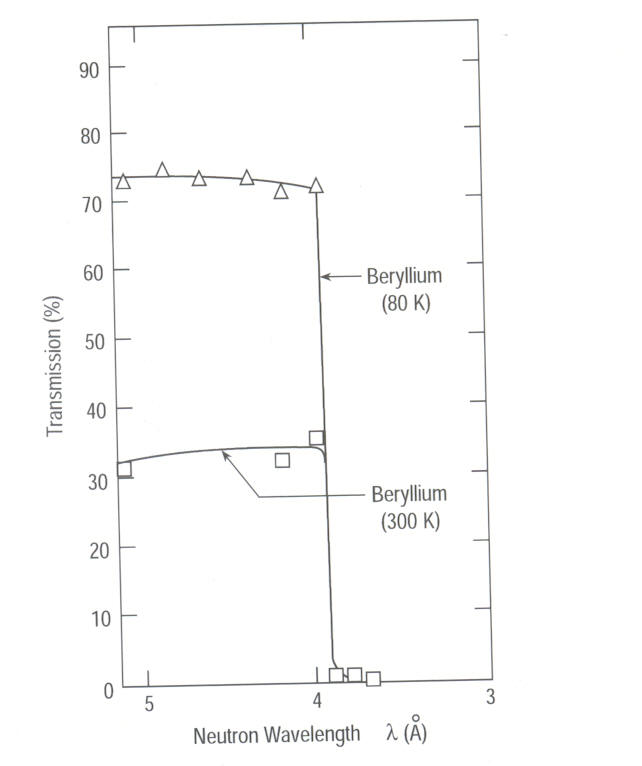 90
80
70
60
50
40
30
20
10
0
Transmission (%)
Beryllium
(80 K)
Beryllium
(300 K)
5
4
3
Neutron Wavelength λ (Å)